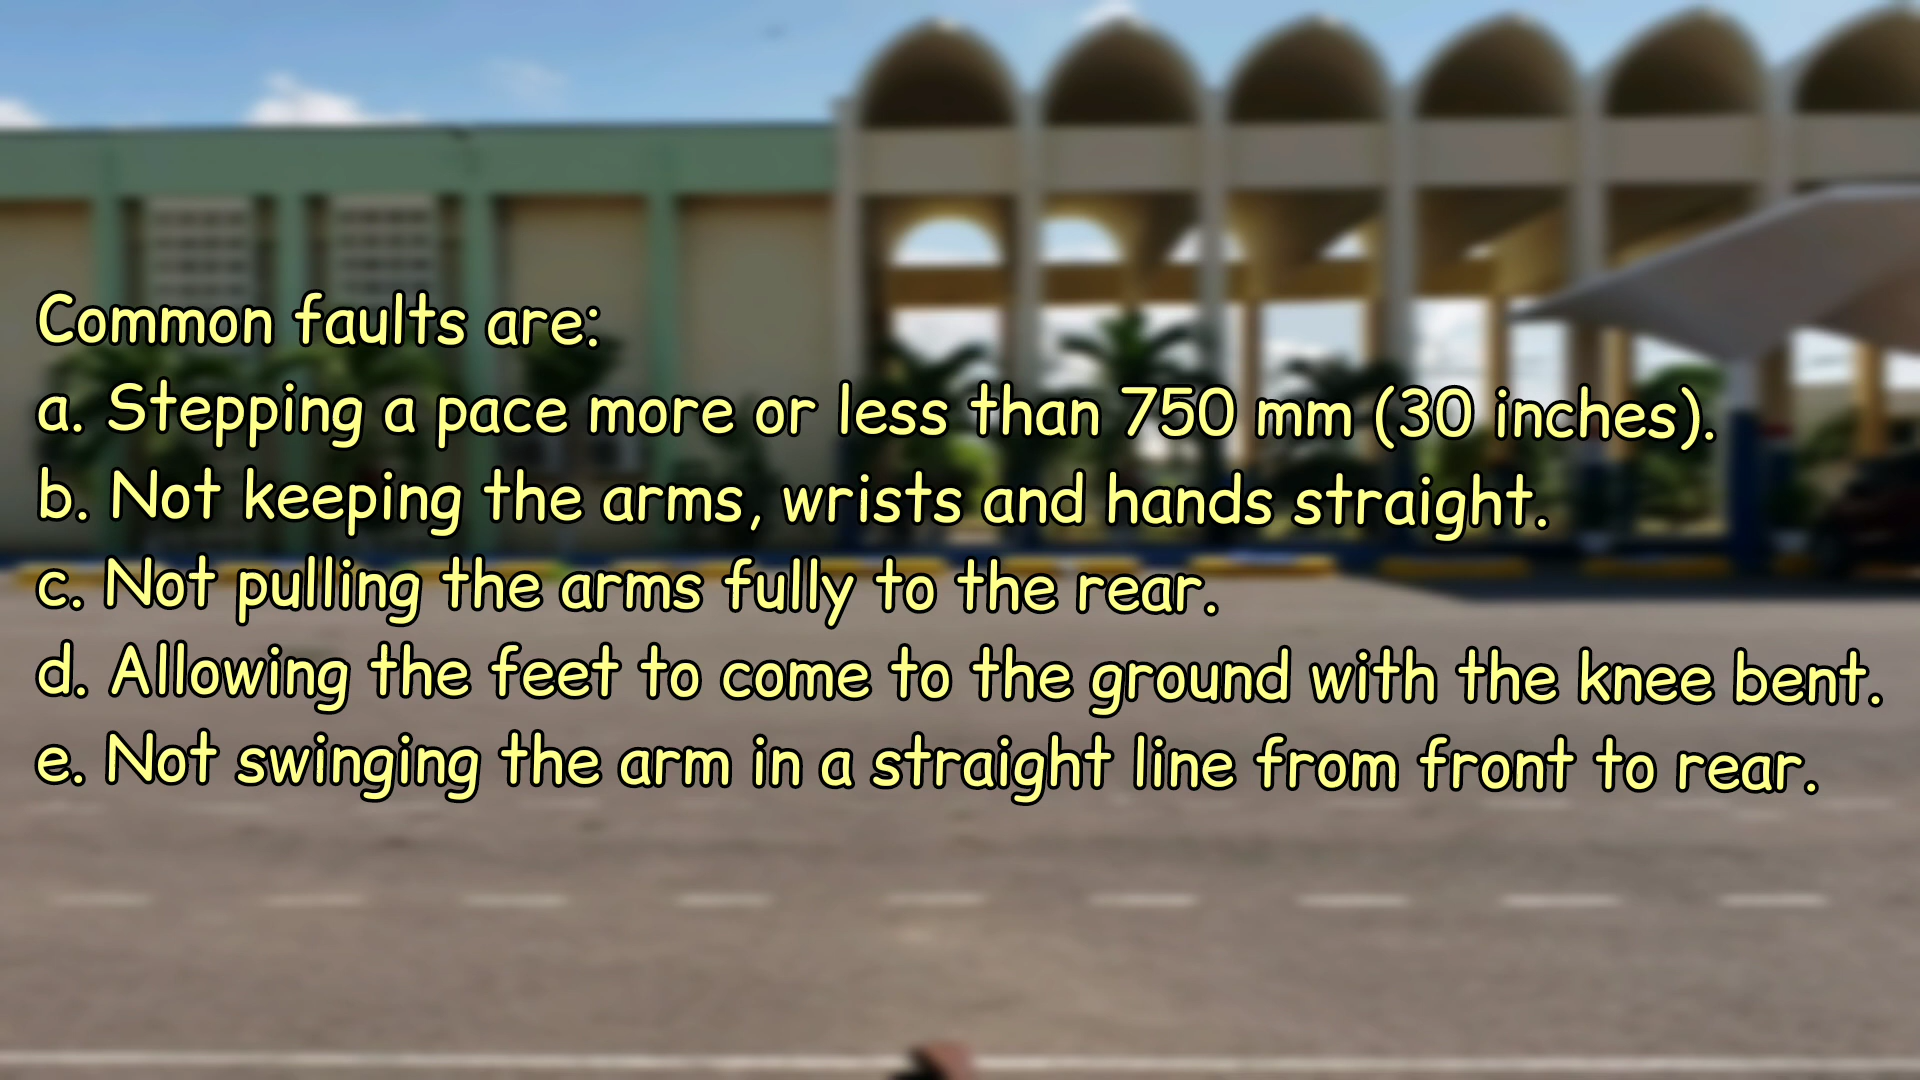 Common faults are:
a. Stepping a pace more or less than 750 mm (30 inches).
b. Not keeping the arms, wrists and hands straight.
c. Not pulling the arms fully to the rear.
d. Allowing the feet to come to the ground with the knee bent.
e. Not swinging the arm in a straight line from front to rear.